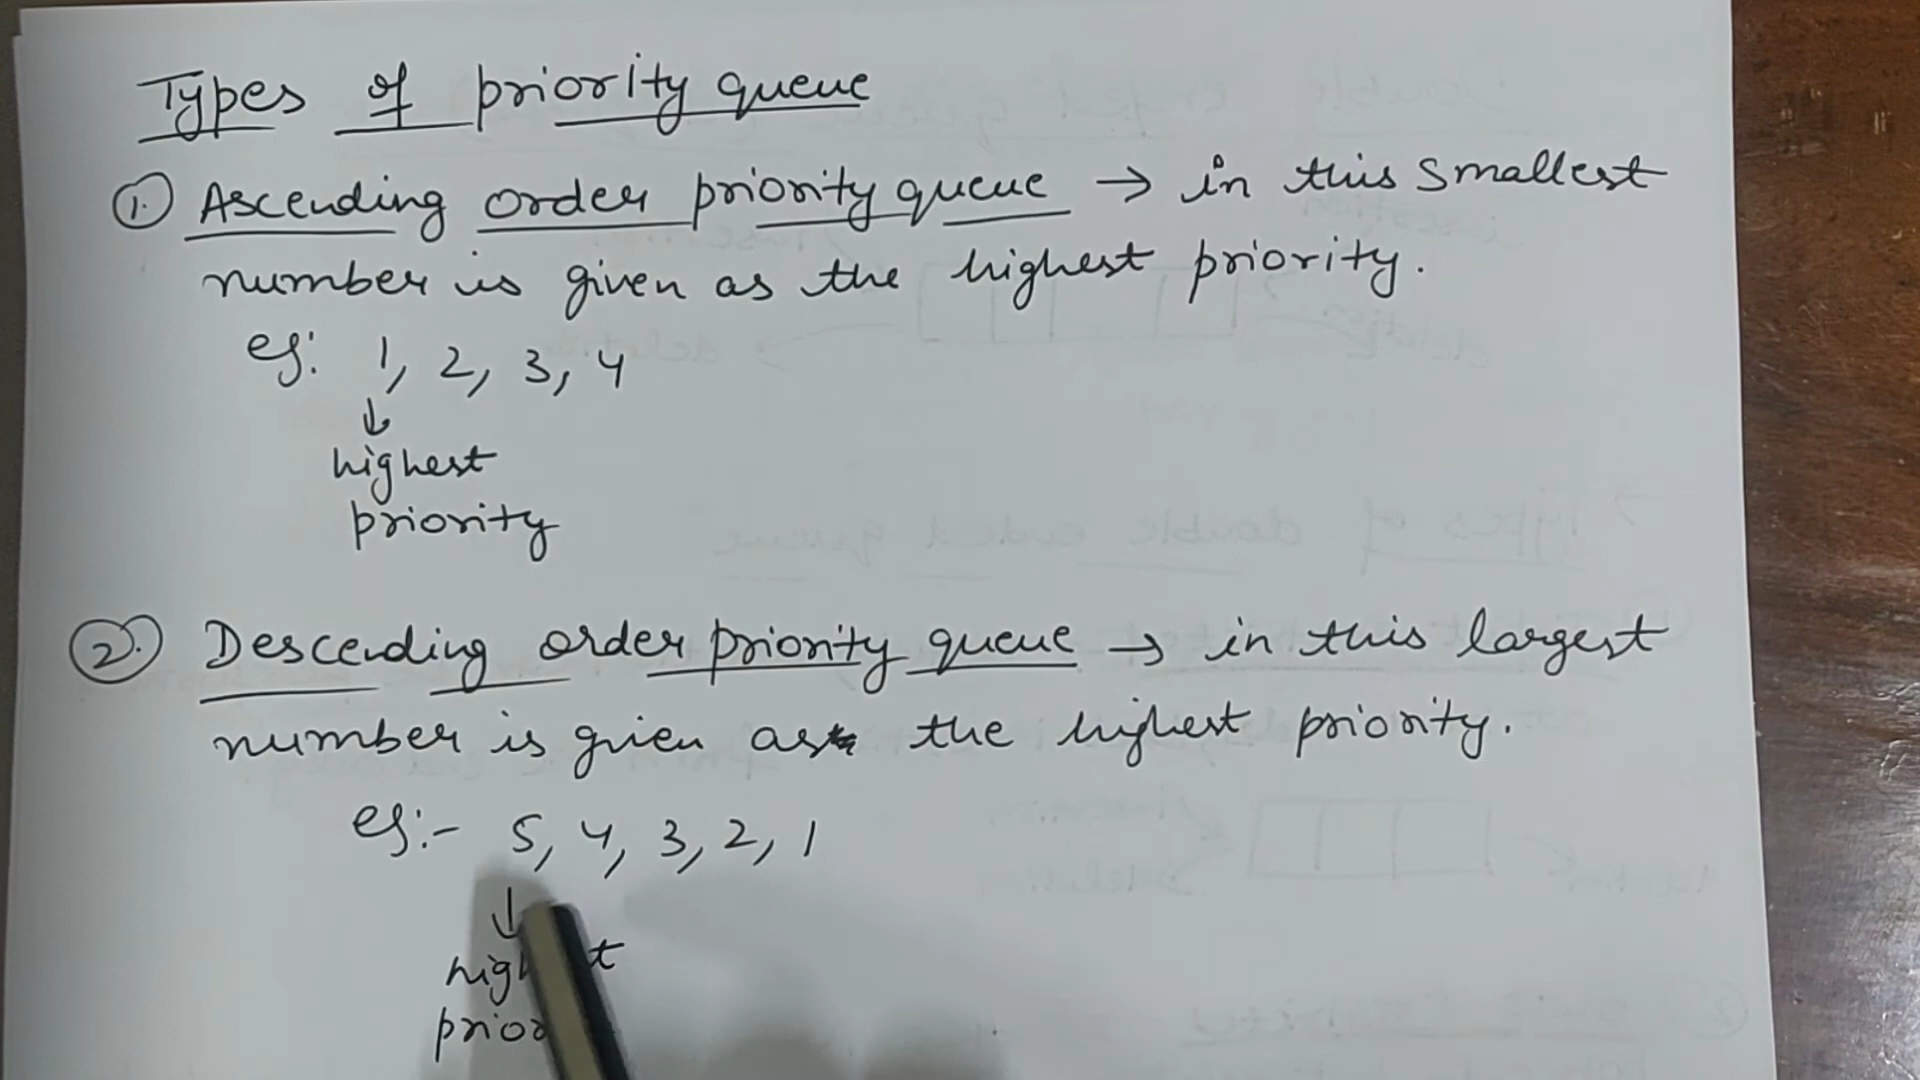 Types of priority queue
1. Ascending order priority queue → in this smallest
number is given as the highest priority.
eg: 1, 2, 3, 4
↓
highest
priority
2. Descending order priority queue → in this largest
number is given as the highest priority.
eg:- 5, 4, 3, 2, 1
↓